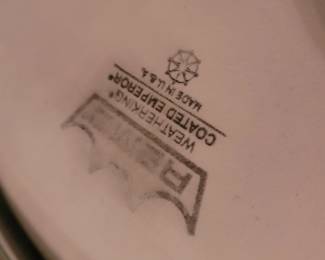 REMO
WEATHERKING®
COATED EMPEROR®
MADE IN U.S.A.